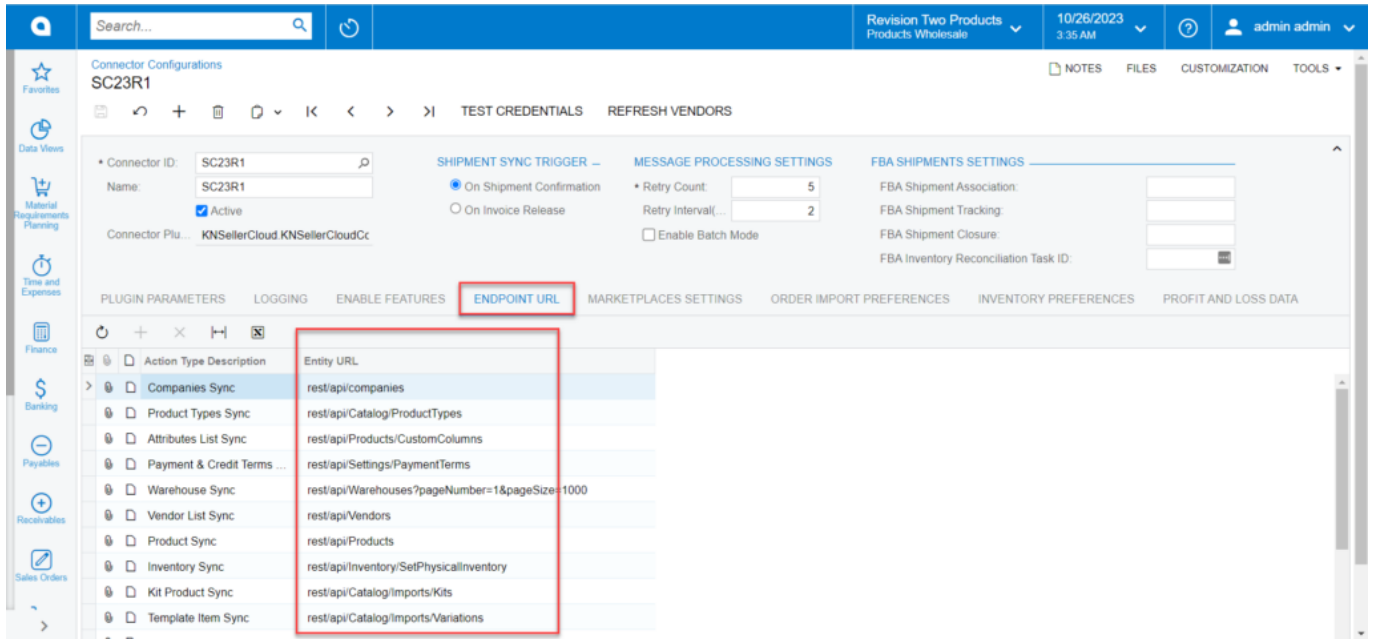 Search...
Revision Two Products
Products Wholesale
10/26/2023
3:35 AM
admin admin
Favorites
Data Views
Material
Requirements
Planning
Time and
Expenses
Finance
Banking
Payables
Receivables
Sales Orders
Connector Configurations
SC23R1
NOTES FILES CUSTOMIZATION TOOLS
TEST CREDENTIALS REFRESH VENDORS
• Connector ID: SC23R1
Name: SC23R1
Active
Connector Plu... KNSellerCloud.KNSellerCloudCc
SHIPMENT SYNC TRIGGER
On Shipment Confirmation
On Invoice Release
MESSAGE PROCESSING SETTINGS
• Retry Count: 5
Retry Interval(... 2
Enable Batch Mode
FBA SHIPMENTS SETTINGS
FBA Shipment Association:
FBA Shipment Tracking:
FBA Shipment Closure:
FBA Inventory Reconciliation Task ID:
PLUGIN PARAMETERS LOGGING ENABLE FEATURES ENDPOINT URL MARKETPLACES SETTINGS ORDER IMPORT PREFERENCES INVENTORY PREFERENCES PROFIT AND LOSS DATA
Action Type Description Entity URL
Companies Sync rest/api/companies
Product Types Sync rest/api/Catalog/ProductTypes
Attributes List Sync rest/api/Products/CustomColumns
Payment & Credit Terms ... rest/api/Settings/PaymentTerms
Warehouse Sync rest/api/Warehouses?pageNumber=1&pageSize=1000
Vendor List Sync rest/api/Vendors
Product Sync rest/api/Products
Inventory Sync rest/api/Inventory/SetPhysicalInventory
Kit Product Sync rest/api/Catalog/Imports/Kits
Template Item Sync rest/api/Catalog/Imports/Variations